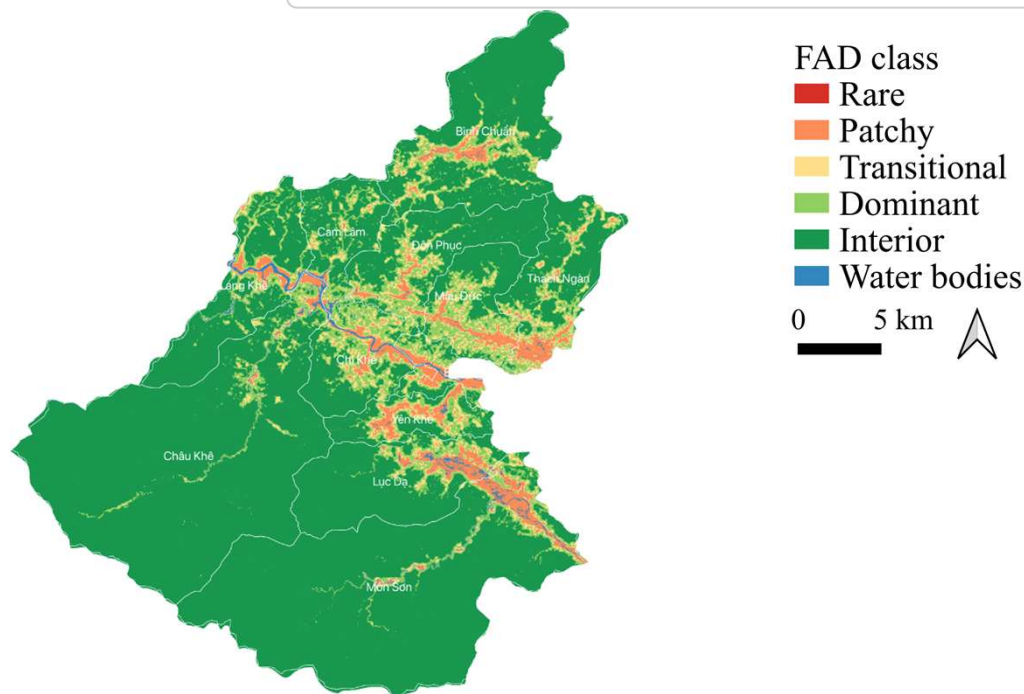 FAD class
Rare
Patchy
Transitional
Dominant
Interior
Water bodies
0 5 km
Bình Chuẩn
Cam Lâm
Đôn Phục
Thạch Ngàn
Lạng Khê
Mậu Đức
Chi Khê
Yên Khê
Châu Khê
Lục Dạ
Môn Sơn